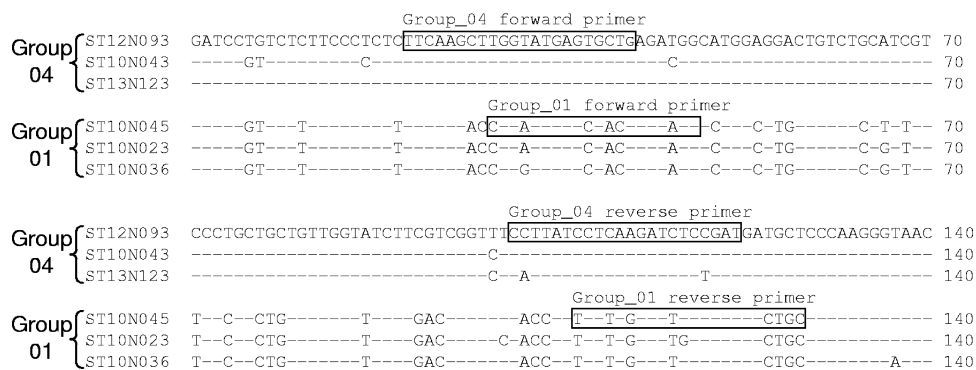 Group_04 forward primer
Group 04
ST12N093 GATCCTGTCTCTTCCCTCTCTTCAAGCTTGGTATGAGTGCTGAGATGGCATGGAGGACTGTCTGCATCGT 70
ST10N043 -----GT---------C----------------------------C------------------------ 70
ST13N123 ---------------------------------------------------------------------- 70
Group_01 forward primer
Group 01
ST10N045 -----GT---T--------T------ACC--A-----CAC-----A---C--C-TG-------C-T-T-- 70
ST10N023 -----GT---T--------T------ACC--A-----CAC-----A---C--C-TG-------C-G-T-- 70
ST10N036 -----GT---T--------T------ACC--G-----CAC-----A---C--C-TG-------C-G-T-- 70
Group_04 reverse primer
Group 04
ST12N093 CCCTGCTGCTGTTGGTATCTTCGTCGGTTTCCTTATCCTCAAGATCTCCGATGATGCTCCCAAGGGTAAC 140
ST10N043 ----------------------------C----------------------------------------- 140
ST13N123 ----------------------------C--A----------------T--------------------- 140
Group_01 reverse primer
Group 01
ST10N045 T--C--CTG-------T----GAC-------ACC--T--T-G---T--------CTGC------------ 140
ST10N023 T--C--CTG-------T----GAC-----C-ACC--T--T-G---TG-------CTGC------------ 140
ST10N036 T--C--CTG-------T----GAC-------ACC--T--T-G---T--------CTGC--------A--- 140